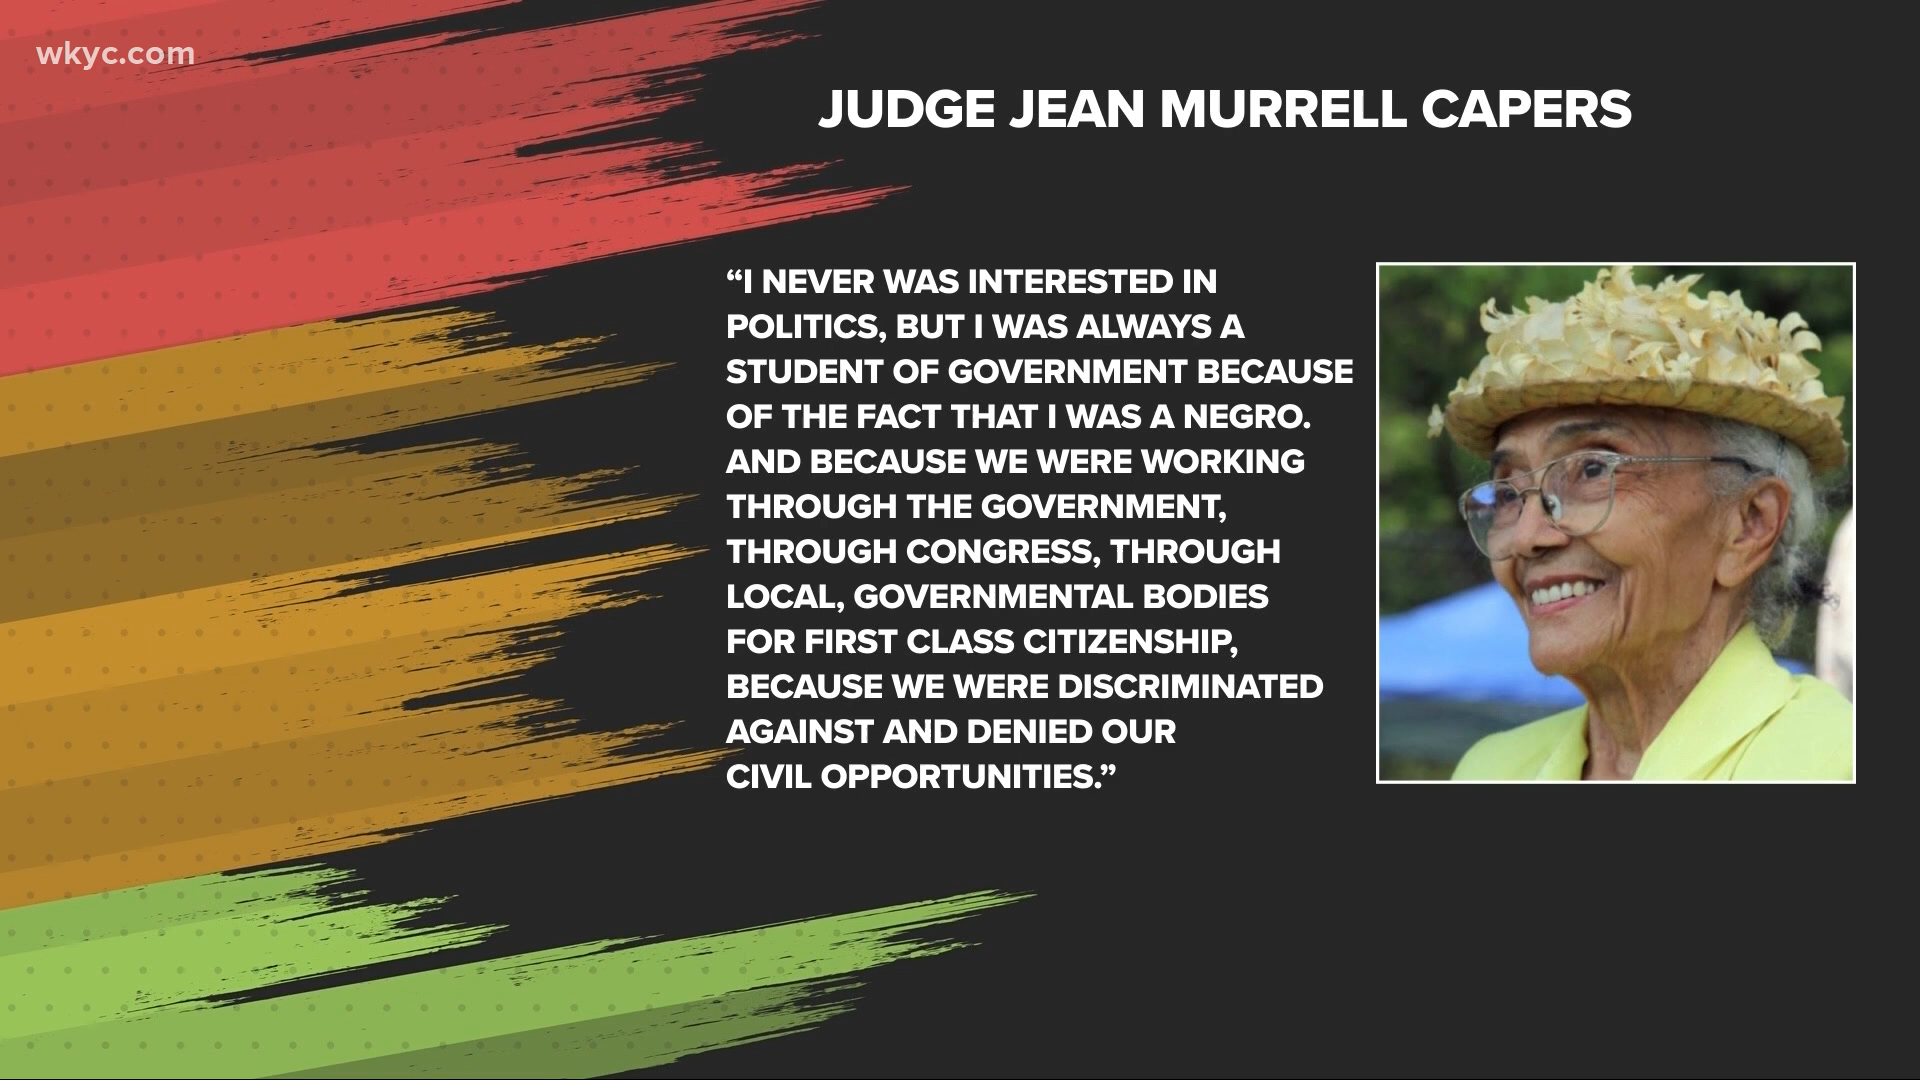 wkyc.com
JUDGE JEAN MURRELL CAPERS
“I NEVER WAS INTERESTED IN
POLITICS, BUT I WAS ALWAYS A
STUDENT OF GOVERNMENT BECAUSE
OF THE FACT THAT I WAS A NEGRO.
AND BECAUSE WE WERE WORKING
THROUGH THE GOVERNMENT,
THROUGH CONGRESS, THROUGH
LOCAL, GOVERNMENTAL BODIES
FOR FIRST CLASS CITIZENSHIP,
BECAUSE WE WERE DISCRIMINATED
AGAINST AND DENIED OUR
CIVIL OPPORTUNITIES.”